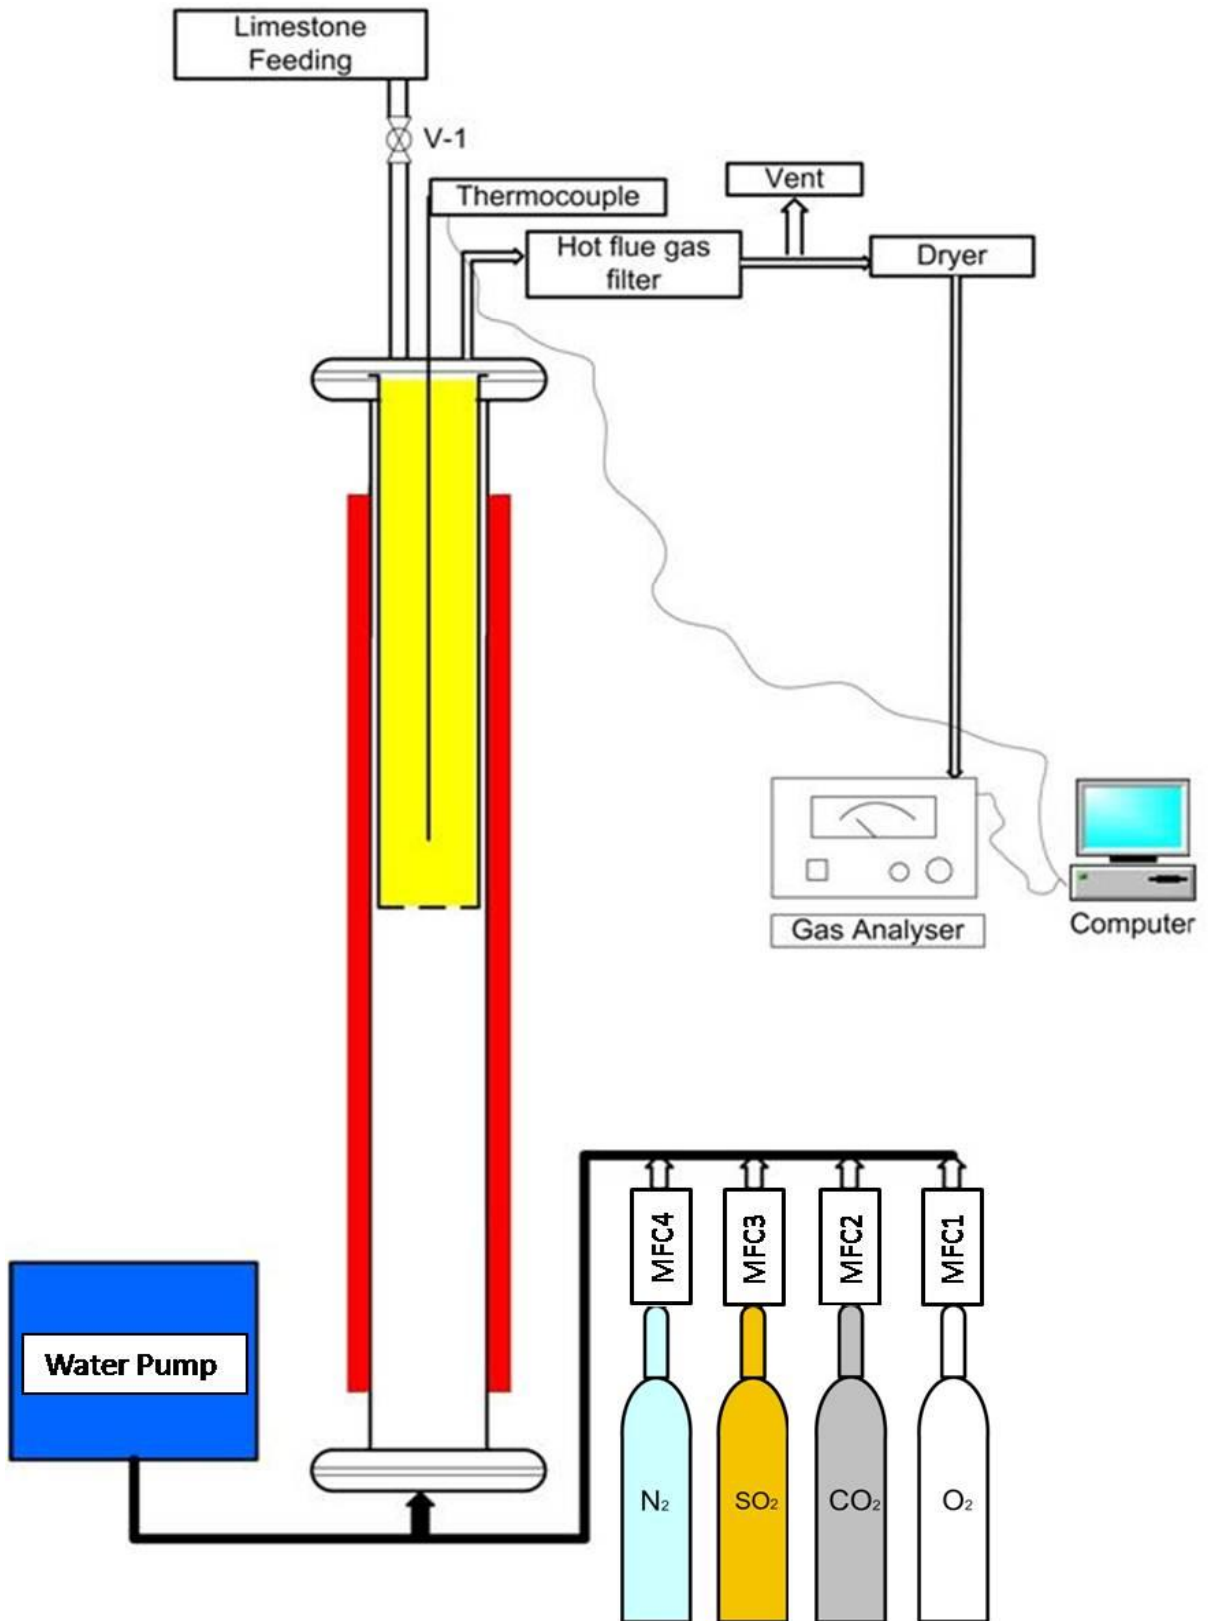 Limestone
Feeding
V-1
Thermocouple
Vent
Hot flue gas
filter
Dryer
Gas Analyser
Computer
MFC4
MFC3
MFC2
MFC1
Water Pump
N₂
SO₂
CO₂
O₂